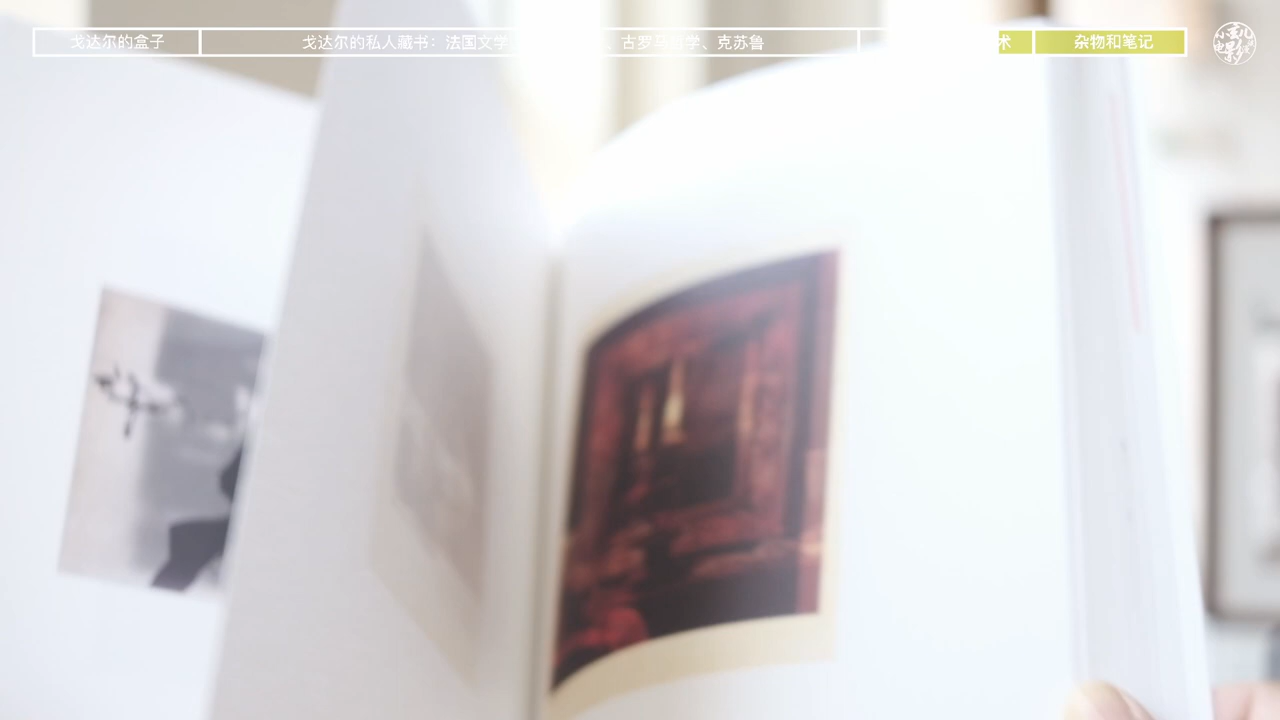 戈达尔的盒子
戈达尔的私人藏书：法国文学
、古罗马哲学、克苏鲁
术
杂物和笔记